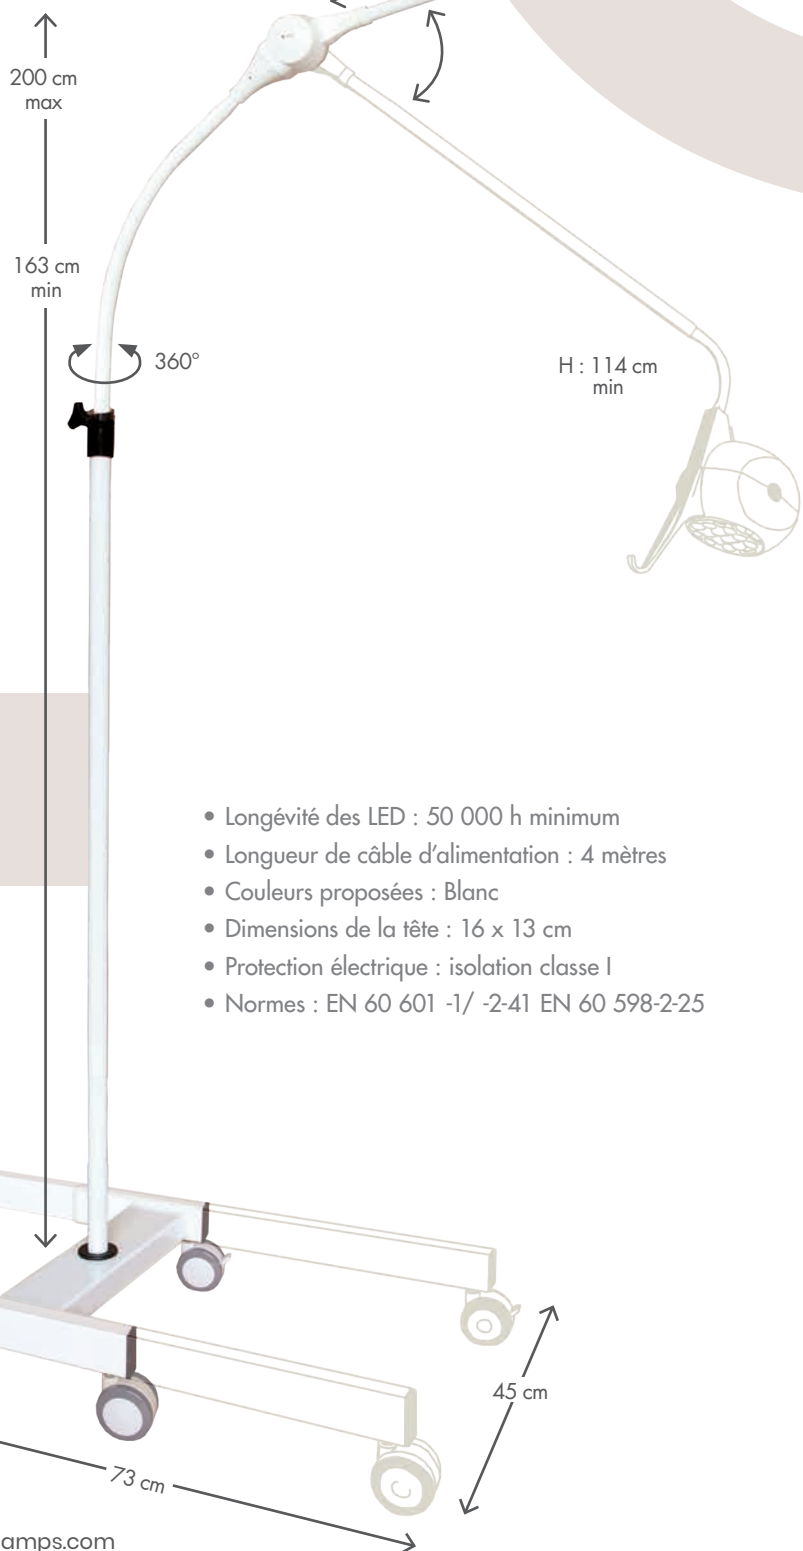 200 cm
max
163 cm
min
360°
H : 114 cm
min
• Longévité des LED : 50 000 h minimum
• Longueur de câble d'alimentation : 4 mètres
• Couleurs proposées : Blanc
• Dimensions de la tête : 16 x 13 cm
• Protection électrique : isolation classe I
• Normes : EN 60 601 -1/ -2-41 EN 60 598-2-25
45 cm
73 cm
amps.com